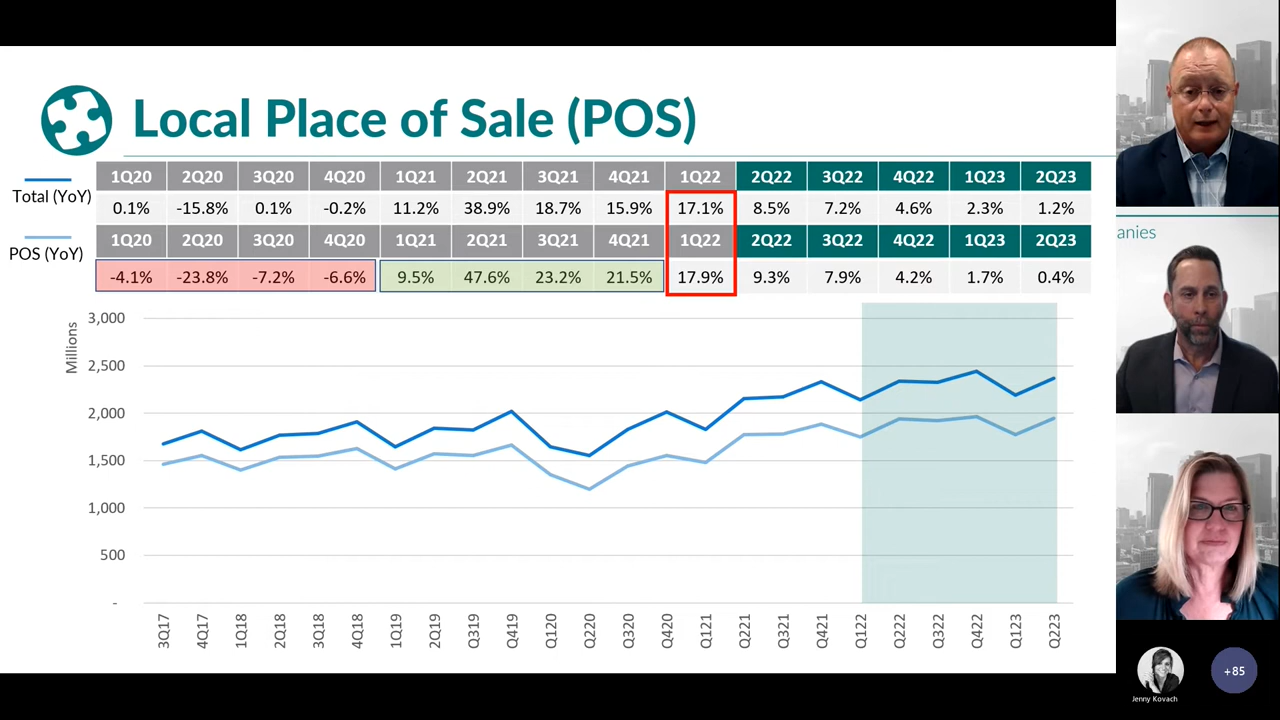 Local Place of Sale (POS)
Total (YoY)
1Q20 2Q20 3Q20 4Q20 1Q21 2Q21 3Q21 4Q21 1Q22 2Q22 3Q22 4Q22 1Q23 2Q23
0.1% -15.8% 0.1% -0.2% 11.2% 38.9% 18.7% 15.9% 17.1% 8.5% 7.2% 4.6% 2.3% 1.2%
POS (YoY)
1Q20 2Q20 3Q20 4Q20 1Q21 2Q21 3Q21 4Q21 1Q22 2Q22 3Q22 4Q22 1Q23 2Q23
-4.1% -23.8% -7.2% -6.6% 9.5% 47.6% 23.2% 21.5% 17.9% 9.3% 7.9% 4.2% 1.7% 0.4%
Millions
3,000
2,500
2,000
1,500
1,000
500
-
3Q17 4Q17 1Q18 2Q18 3Q18 4Q18 1Q19 2Q19 Q319 Q419 Q120 Q220 Q320 Q420 Q121 Q221 Q321 Q421 Q122 Q222 Q322 Q422 Q123 Q223
anies
Jenny Kovach
+85